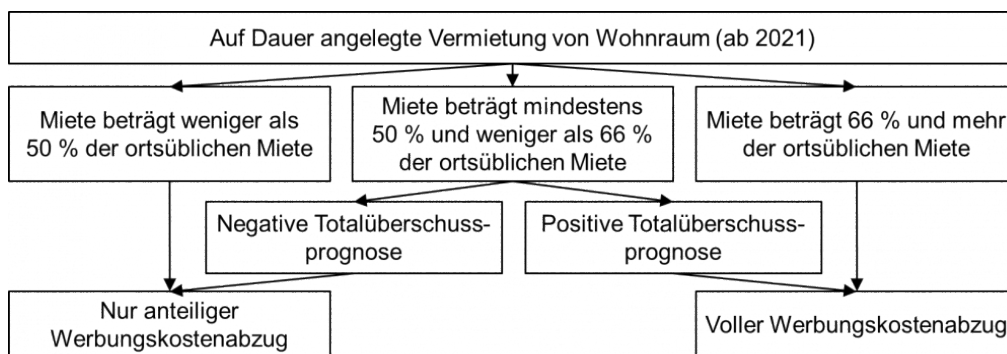 Auf Dauer angelegte Vermietung von Wohnraum (ab 2021)
Miete beträgt weniger als
50 % der ortsüblichen Miete
Miete beträgt mindestens
50 % und weniger als 66 %
der ortsüblichen Miete
Miete beträgt 66 % und mehr
der ortsüblichen Miete
Negative Totalüberschuss-
prognose
Positive Totalüberschuss-
prognose
Nur anteiliger
Werbungskostenabzug
Voller Werbungskostenabzug